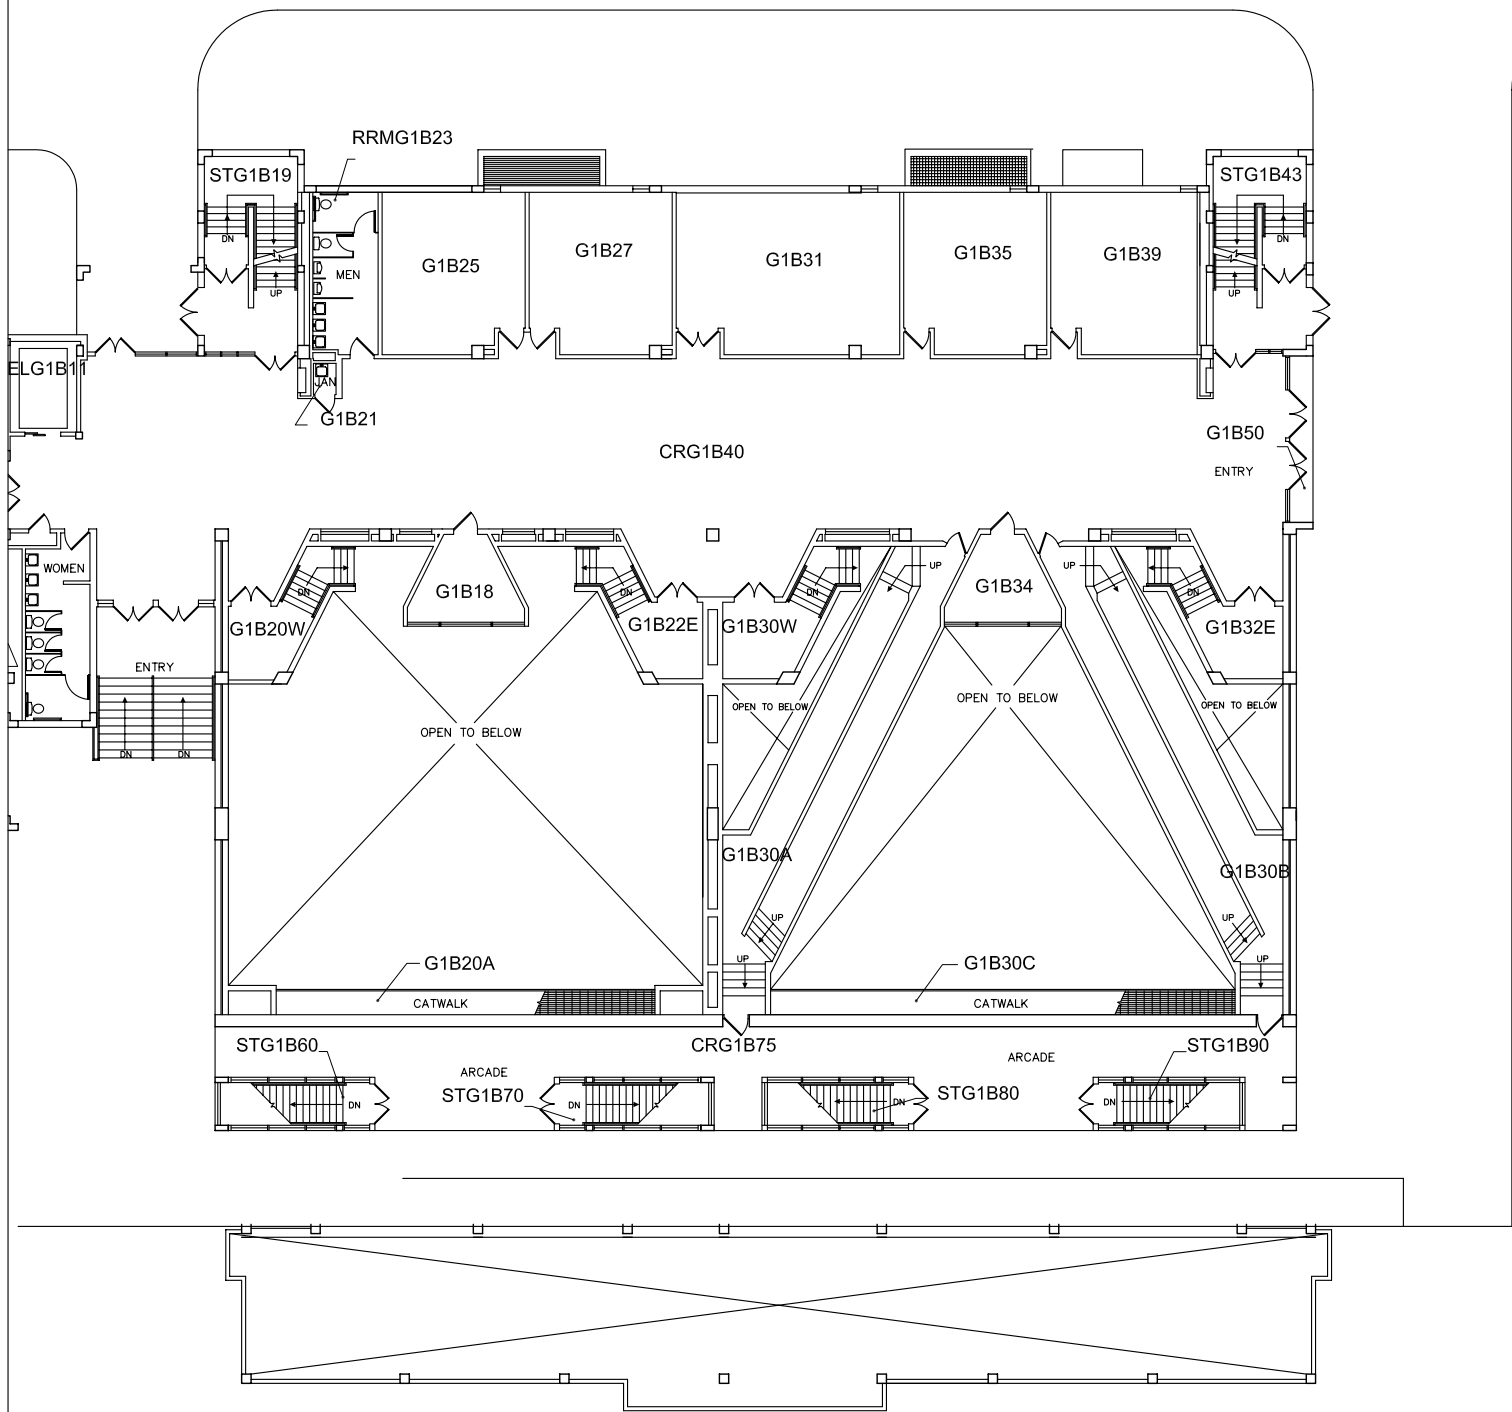 RRMG1B23
STG1B19
STG1B43
DN
DN
G1B27
G1B31
G1B35
G1B39
G1B25
MEN
UP
UP
ELG1B11
JAN
G1B21
G1B50
CRG1B40
ENTRY
WOMEN
UP
UP
DN
DN
DN
DN
G1B18
G1B34
G1B20W
G1B22E
G1B30W
G1B32E
ENTRY
OPEN TO BELOW
OPEN TO BELOW
OPEN TO BELOW
OPEN TO BELOW
DN
DN
G1B30A
G1B30B
UP
UP
UP
UP
G1B20A
G1B30C
CATWALK
CATWALK
STG1B60
CRG1B75
STG1B90
ARCADE
ARCADE
STG1B70
STG1B80
DN
DN
DN
DN